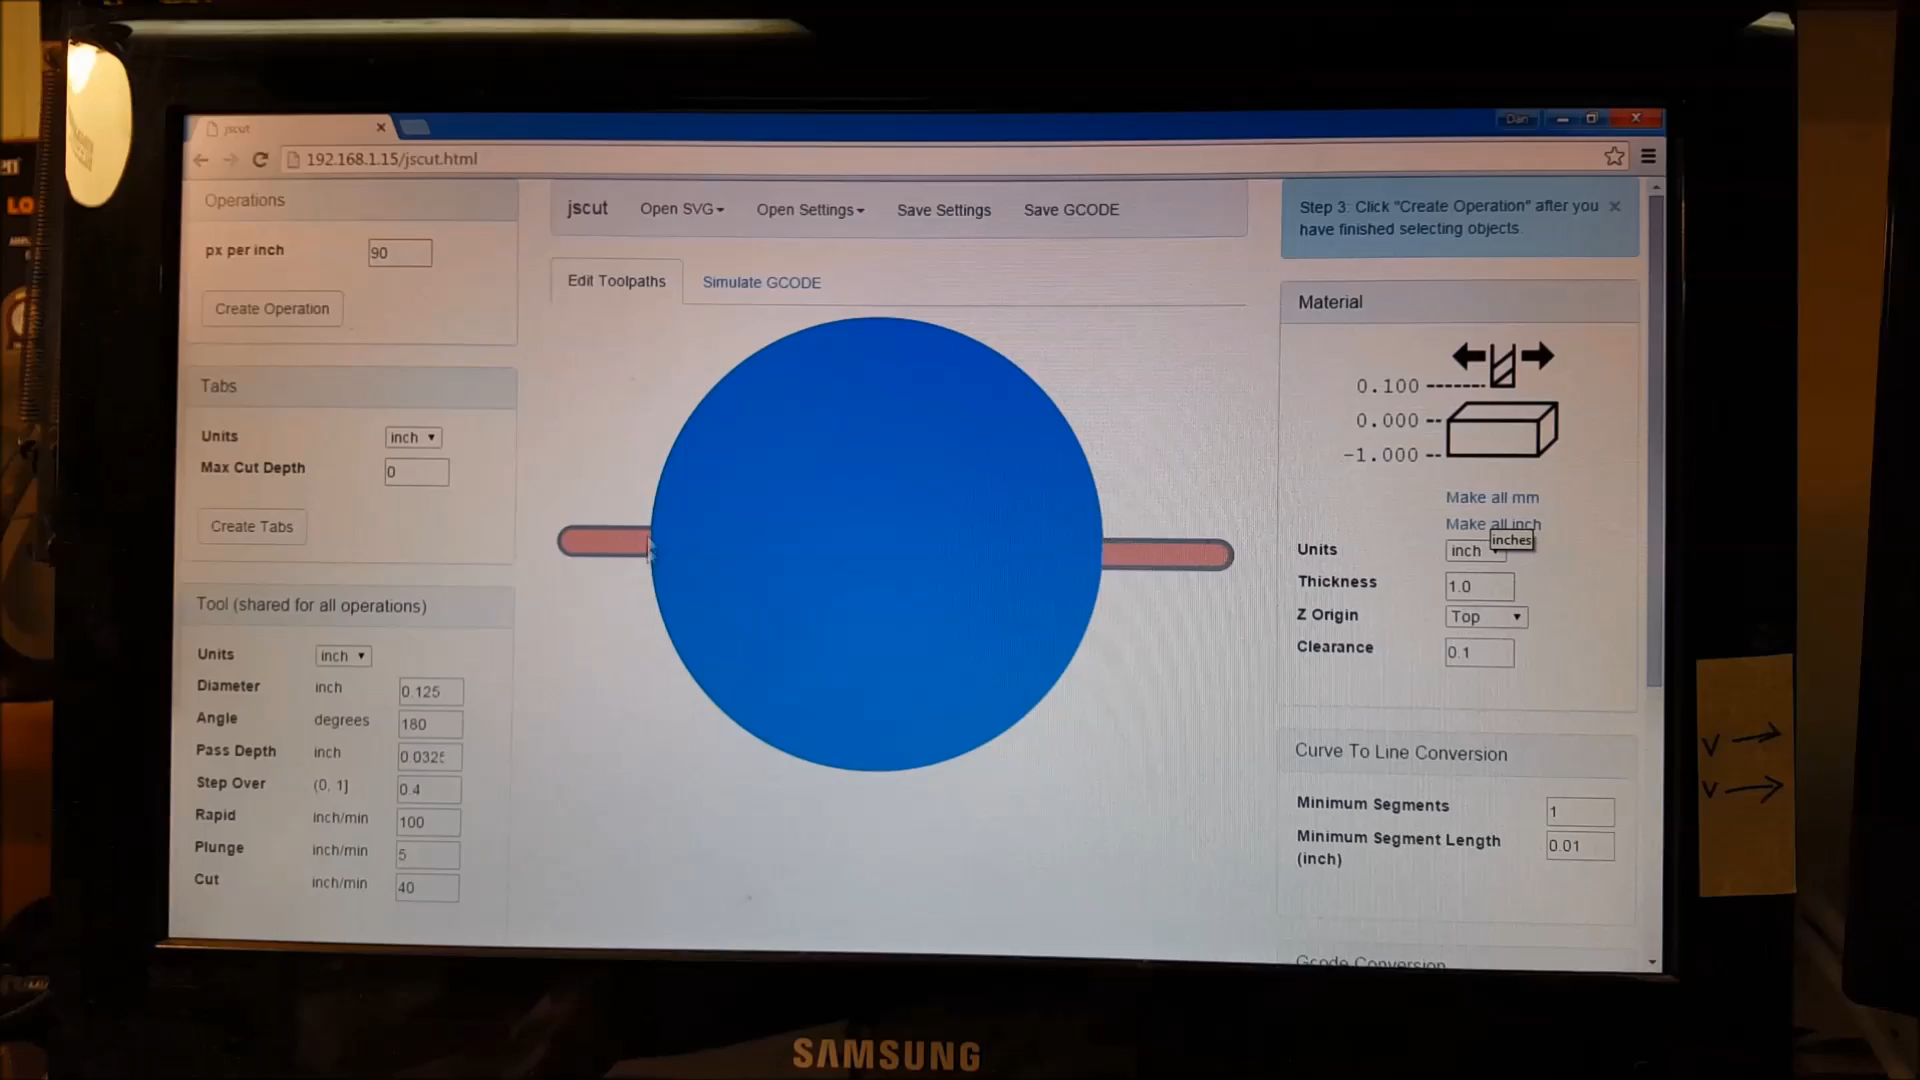 jscut
Dan
192.168.1.15/jscut.html
Operations
px per inch 90
Create Operation
Tabs
Units inch
Max Cut Depth 0
Create Tabs
Tool (shared for all operations)
Units inch
Diameter inch 0.125
Angle degrees 180
Pass Depth inch 0.032
Step Over (0, 1] 0.4
Rapid inch/min 100
Plunge inch/min 5
Cut inch/min 40
jscut Open SVG Open Settings Save Settings Save GCODE
Edit Toolpaths Simulate GCODE
Step 3: Click "Create Operation" after you
have finished selecting objects.
Material
0.100
0.000
-1.000
Make all mm
Make all inch
inches
Units inch
Thickness 1.0
Z Origin Top
Clearance 0.1
Curve To Line Conversion
Minimum Segments 1
Minimum Segment Length
(inch) 0.01
Gcode Conversion
V
V
SAMSUNG